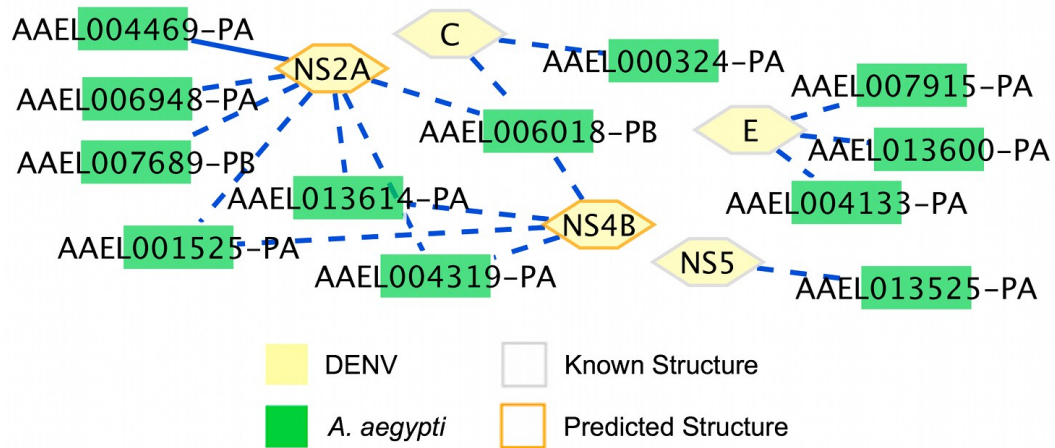 AAEL004469-PA
C
NS2A
AAEL000324-PA
AAEL006948-PA
AAEL007915-PA
AAEL006018-PB
E
AAEL007689-PB
AAEL013600-PA
AAEL013614-PA
AAEL004133-PA
NS4B
AAEL001525-PA
NS5
AAEL004319-PA
AAEL013525-PA
DENV
Known Structure
A. aegypti
Predicted Structure